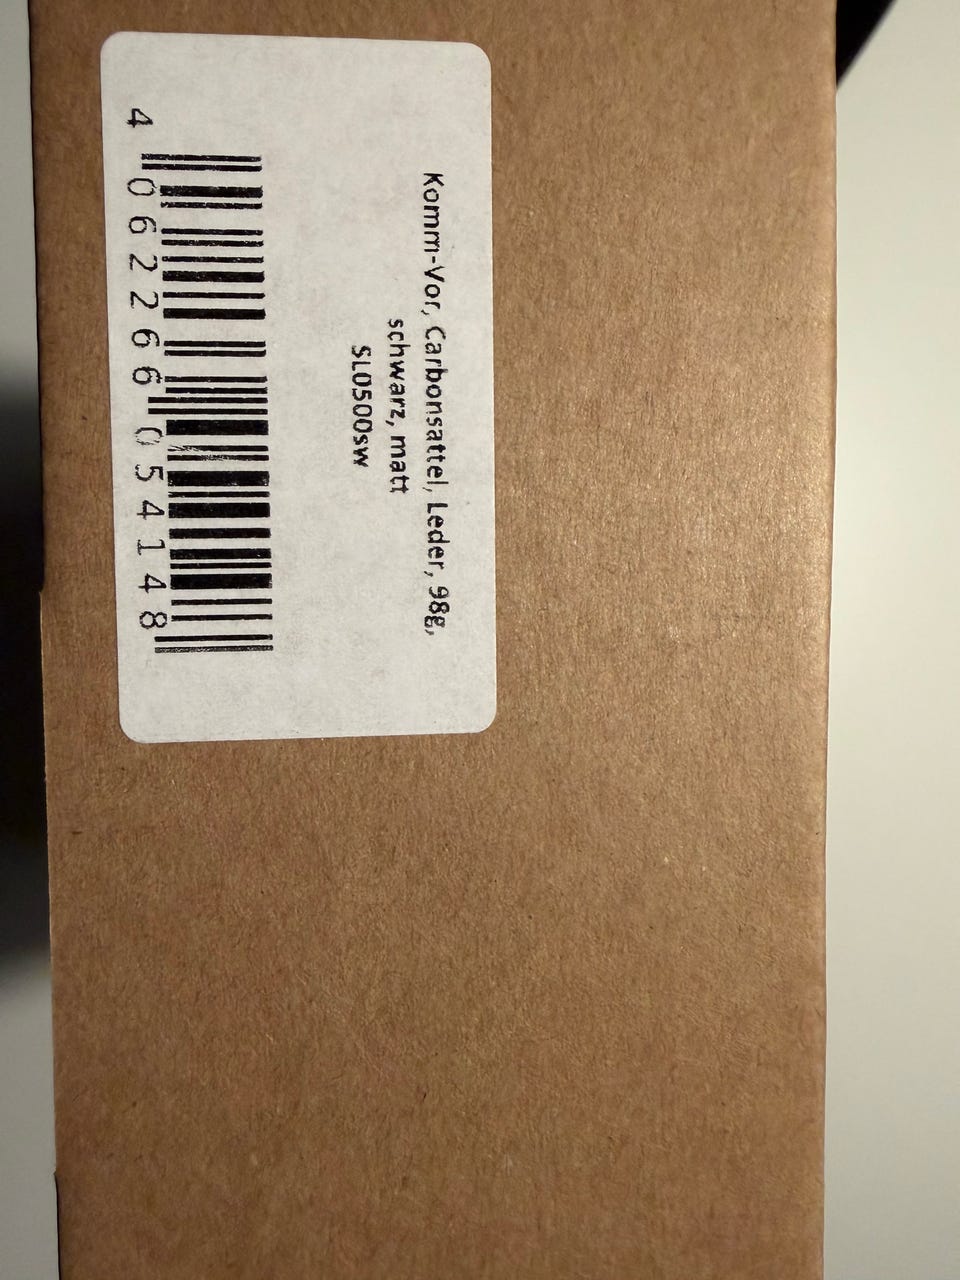 Komm-Vor, Carbonsattel, Leder, 98g,
schwarz, matt
SL0500sw
4 062266 054148